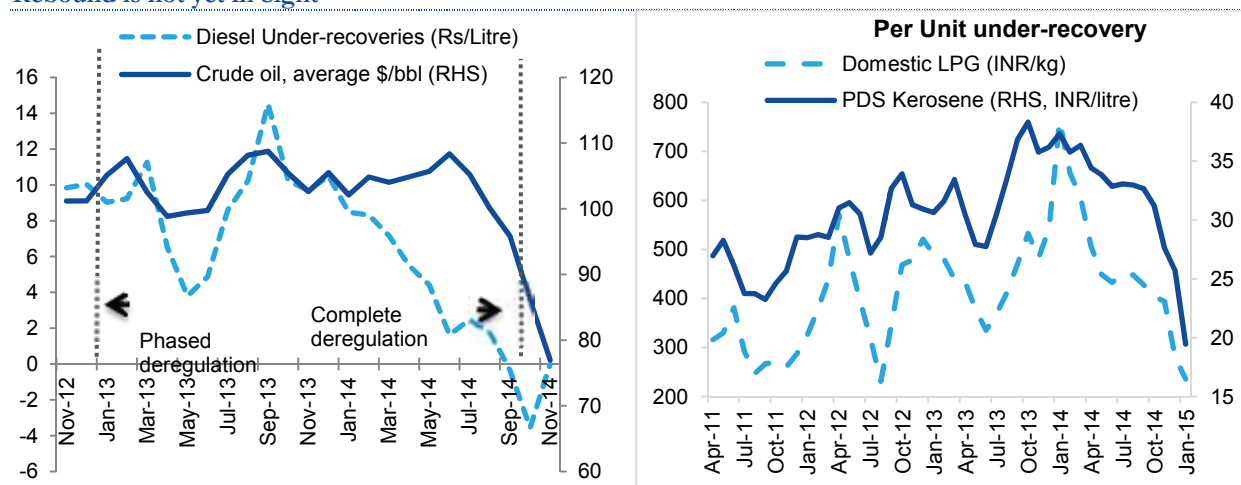 Rebound is not yet in sight
Diesel Under-recoveries (Rs/Litre)
Crude oil, average $/bbl (RHS)
16
14
12
10
8
6
4
2
0
-2
-4
-6
120
110
100
90
80
70
60
Phased
deregulation
Complete
deregulation
Nov-12
Jan-13
Mar-13
May-13
Jul-13
Sep-13
Nov-13
Jan-14
Mar-14
May-14
Jul-14
Sep-14
Nov-14
Per Unit under-recovery
Domestic LPG (INR/kg)
PDS Kerosene (RHS, INR/litre)
800
700
600
500
400
300
200
40
35
30
25
20
15
Apr-11
Jul-11
Oct-11
Jan-12
Apr-12
Jul-12
Oct-12
Jan-13
Apr-13
Jul-13
Oct-13
Jan-14
Apr-14
Jul-14
Oct-14
Jan-15